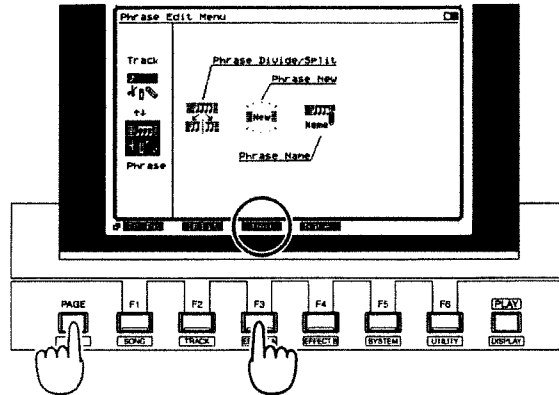 Phrase Edit Menu
Track
Phrase Divide/Split
Phrase New
New
Name
Phrase Name
Phrase
PAGE
F1
F2
F3
F4
F5
F6
PLAY
SONG
TRACK
EFFECT B
SYSTEM
UTILITY
DISPLAY